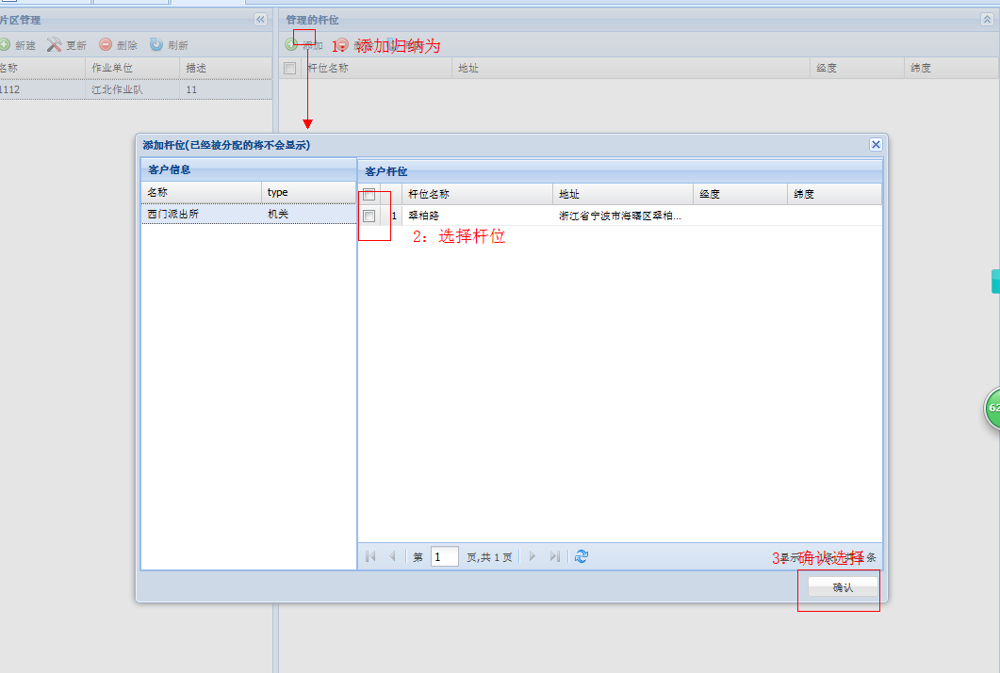 片区管理
管理的杆位
新建 更新 删除 刷新
添加
1：添加归纳为
名称 作业单位 描述
杆位名称 地址 经度 纬度
1112 江北作业队 11
添加杆位(已经被分配的将不会显示)
客户信息
客户杆位
名称 type
杆位名称 地址 经度 纬度
西门派出所 机关
1 翠柏路 浙江省宁波市海曙区翠柏...
2：选择杆位
第 1 页,共 1 页
显示
条
3：确认选择
确认
62